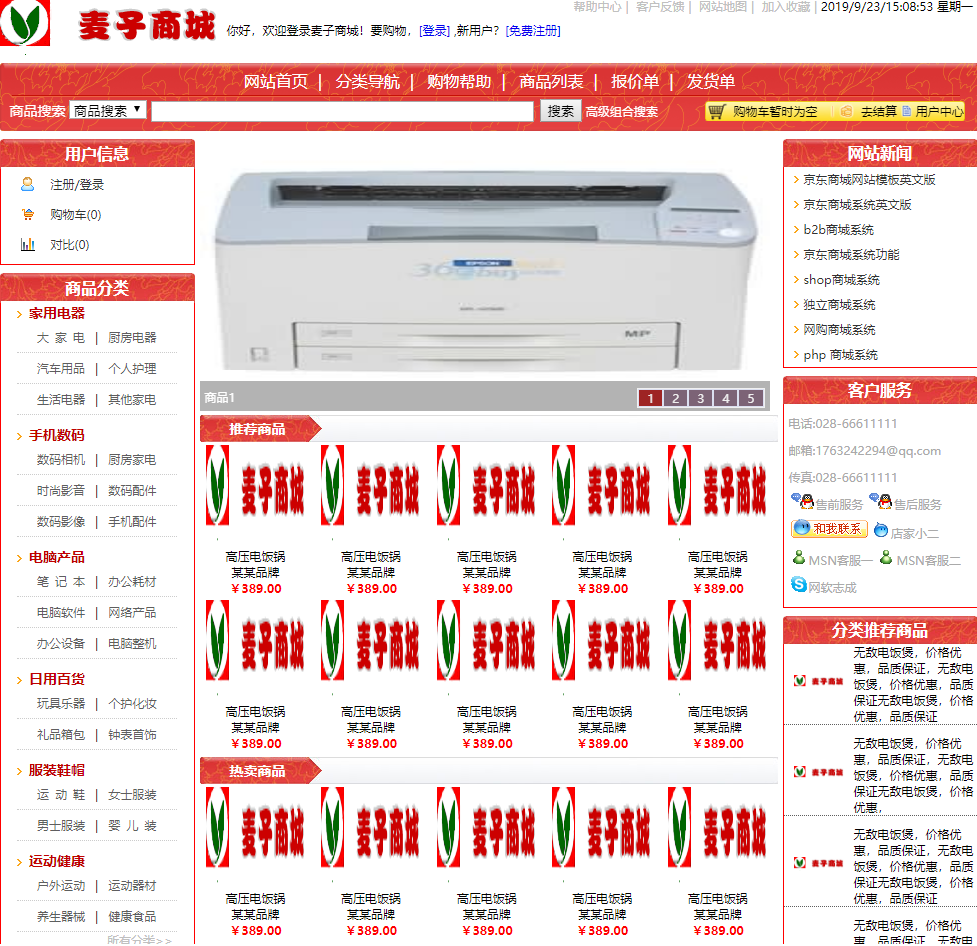 帮助中心 | 客户反馈 | 网站地图 | 加入收藏 | 2019/9/23/15:08:53 星期一
麦子商城
你好，欢迎登录麦子商城！要购物，[登录] ,新用户？[免费注册]
网站首页 | 分类导航 | 购物帮助 | 商品列表 | 报价单 | 发货单
商品搜索 商品搜索 搜索 高级组合搜索 购物车暂时为空 去结算 用户中心
用户信息
注册/登录
购物车(0)
对比(0)
商品分类
家用电器
大 家 电 | 厨房电器
汽车用品 | 个人护理
生活电器 | 其他家电
手机数码
数码相机 | 厨房家电
时尚影音 | 数码配件
数码影像 | 手机配件
电脑产品
笔 记 本 | 办公耗材
电脑软件 | 网络产品
办公设备 | 电脑整机
日用百货
玩具乐器 | 个护化妆
礼品箱包 | 钟表首饰
服装鞋帽
运 动 鞋 | 女士服装
男士服装 | 婴 儿 装
运动健康
户外运动 | 运动器材
养生器械 | 健康食品
所有分类>>
EPSON
360buy
MP
商品1 1 2 3 4 5
推荐商品
麦子商城 麦子商城 麦子商城 麦子商城 麦子商城
高压电饭锅 高压电饭锅 高压电饭锅 高压电饭锅 高压电饭锅
某某品牌 某某品牌 某某品牌 某某品牌 某某品牌
￥389.00 ￥389.00 ￥389.00 ￥389.00 ￥389.00
麦子商城 麦子商城 麦子商城 麦子商城 麦子商城
高压电饭锅 高压电饭锅 高压电饭锅 高压电饭锅 高压电饭锅
某某品牌 某某品牌 某某品牌 某某品牌 某某品牌
￥389.00 ￥389.00 ￥389.00 ￥389.00 ￥389.00
热卖商品
麦子商城 麦子商城 麦子商城 麦子商城 麦子商城
高压电饭锅 高压电饭锅 高压电饭锅 高压电饭锅 高压电饭锅
某某品牌 某某品牌 某某品牌 某某品牌 某某品牌
￥389.00 ￥389.00 ￥389.00 ￥389.00 ￥389.00
网站新闻
京东商城网站模板英文版
京东商城系统英文版
b2b商城系统
京东商城系统功能
shop商城系统
独立商城系统
网购商城系统
php 商城系统
客户服务
电话:028-66611111
邮箱:1763242294@qq.com
传真:028-66611111
售前服务 售后服务
和我联系 店家小二
MSN客服一 MSN客服二
网软志成
分类推荐商品
麦子商城
无敌电饭煲，价格优
惠，品质保证，无敌电
饭煲，价格优惠，品质
保证无敌电饭煲，价格
优惠，品质保证
麦子商城
无敌电饭煲，价格优
惠，品质保证，无敌电
饭煲，价格优惠，品质
保证无敌电饭煲，价格
优惠，
麦子商城
无敌电饭煲，价格优
惠，品质保证，无敌电
饭煲，价格优惠，品质
保证无敌电饭煲，价格
优惠，品质保证
无敌电饭煲，价格优
惠，品质保证，无敌电